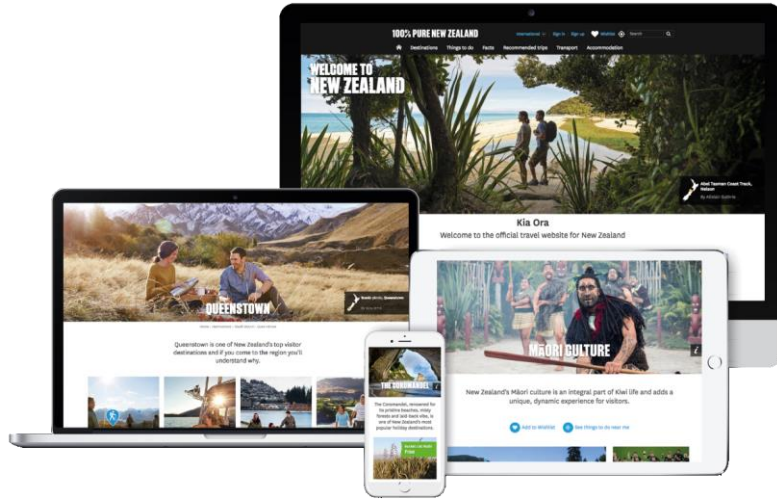 100% PURE NEW ZEALAND
International Sign in Sign up Wishlist Search
Destinations Things to do Facts Recommended trips Transport Accommodation
WELCOME TO
NEW ZEALAND
Abel Tasman Coast Track,
Nelson
Kia Ora
Welcome to the official travel website for New Zealand
QUEENSTOWN
Queenstown is one of New Zealand's top visitor
destinations and if you come to the region you'll
understand why.
THE COROMANDEL
The Coromandel, renowned for
its pristine beaches, misty
forests and laid-back vibe, is
one of New Zealand's most
popular holiday destinations.
Free
MĀORI CULTURE
i
New Zealand's Māori culture is an integral part of Kiwi life and adds a
unique, dynamic experience for visitors.
Add to Wishlist See things to do near me